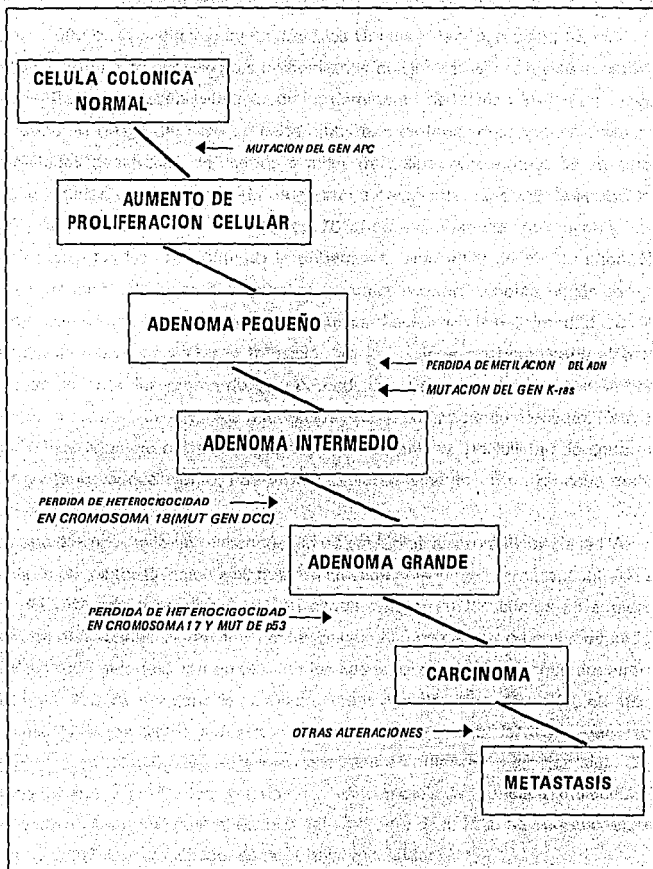 CELULA COLONICA
NORMAL
MUTACION DEL GEN APC
AUMENTO DE
PROLIFERACION CELULAR
ADENOMA PEQUEÑO
PERDIDA DE METILACION DEL ADN
MUTACION DEL GEN K-ras
ADENOMA INTERMEDIO
PERDIDA DE HETEROCIGOCIDAD
EN CROMOSOMA 18(MUT GEN DCC)
ADENOMA GRANDE
PERDIDA DE HETEROCIGOCIDAD
EN CROMOSOMA 17 Y MUT DE p53
CARCINOMA
OTRAS ALTERACIONES
METASTASIS